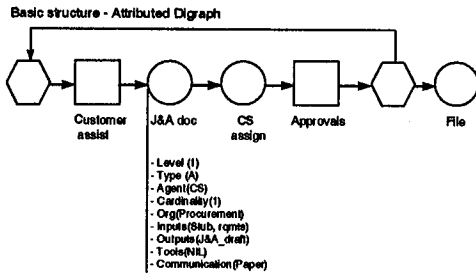 Basic structure - Attributed Digraph
Customer
assist
J&A doc
CS
assign
Approvals
File
- Level (I)
- Type (A)
- Agent(CS)
- Cardinality(1)
- Org(Procurement)
- Inputs(Stub, rqmts)
- Outputs(J&A_draft)
- Tools(NIL)
- Communication(Paper)